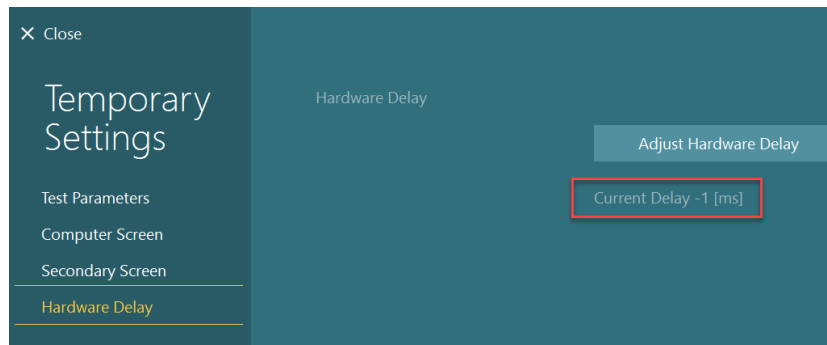 ✕ Close
Temporary
Settings
Test Parameters
Computer Screen
Secondary Screen
Hardware Delay
Hardware Delay
Adjust Hardware Delay
Current Delay -1 [ms]